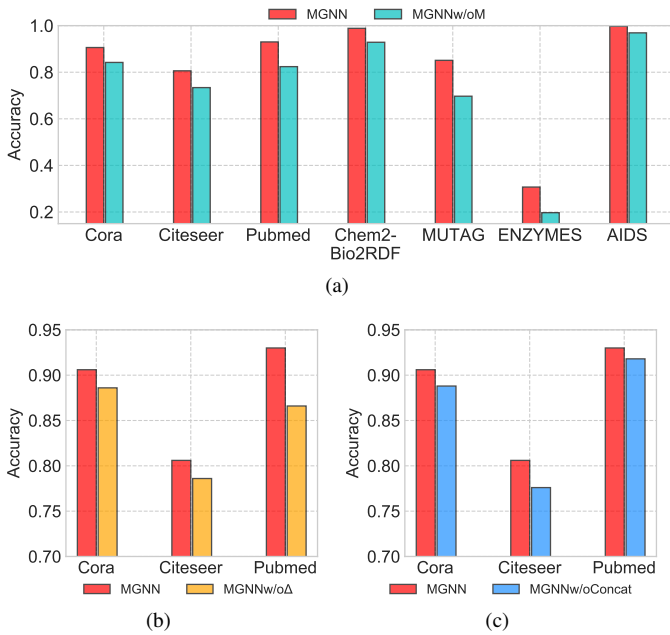 MGNN MGNNw/oM
1.0
0.8
0.6
0.4
0.2
Accuracy
Cora Citeseer Pubmed Chem2- MUTAG ENZYMES AIDS
Bio2RDF
(a)
0.95
0.90
0.85
0.80
0.75
0.70
Accuracy
Cora Citeseer Pubmed
MGNN MGNNw/oΔ
(b)
0.95
0.90
0.85
0.80
0.75
0.70
Accuracy
Cora Citeseer Pubmed
MGNN MGNNw/oConcat
(c)